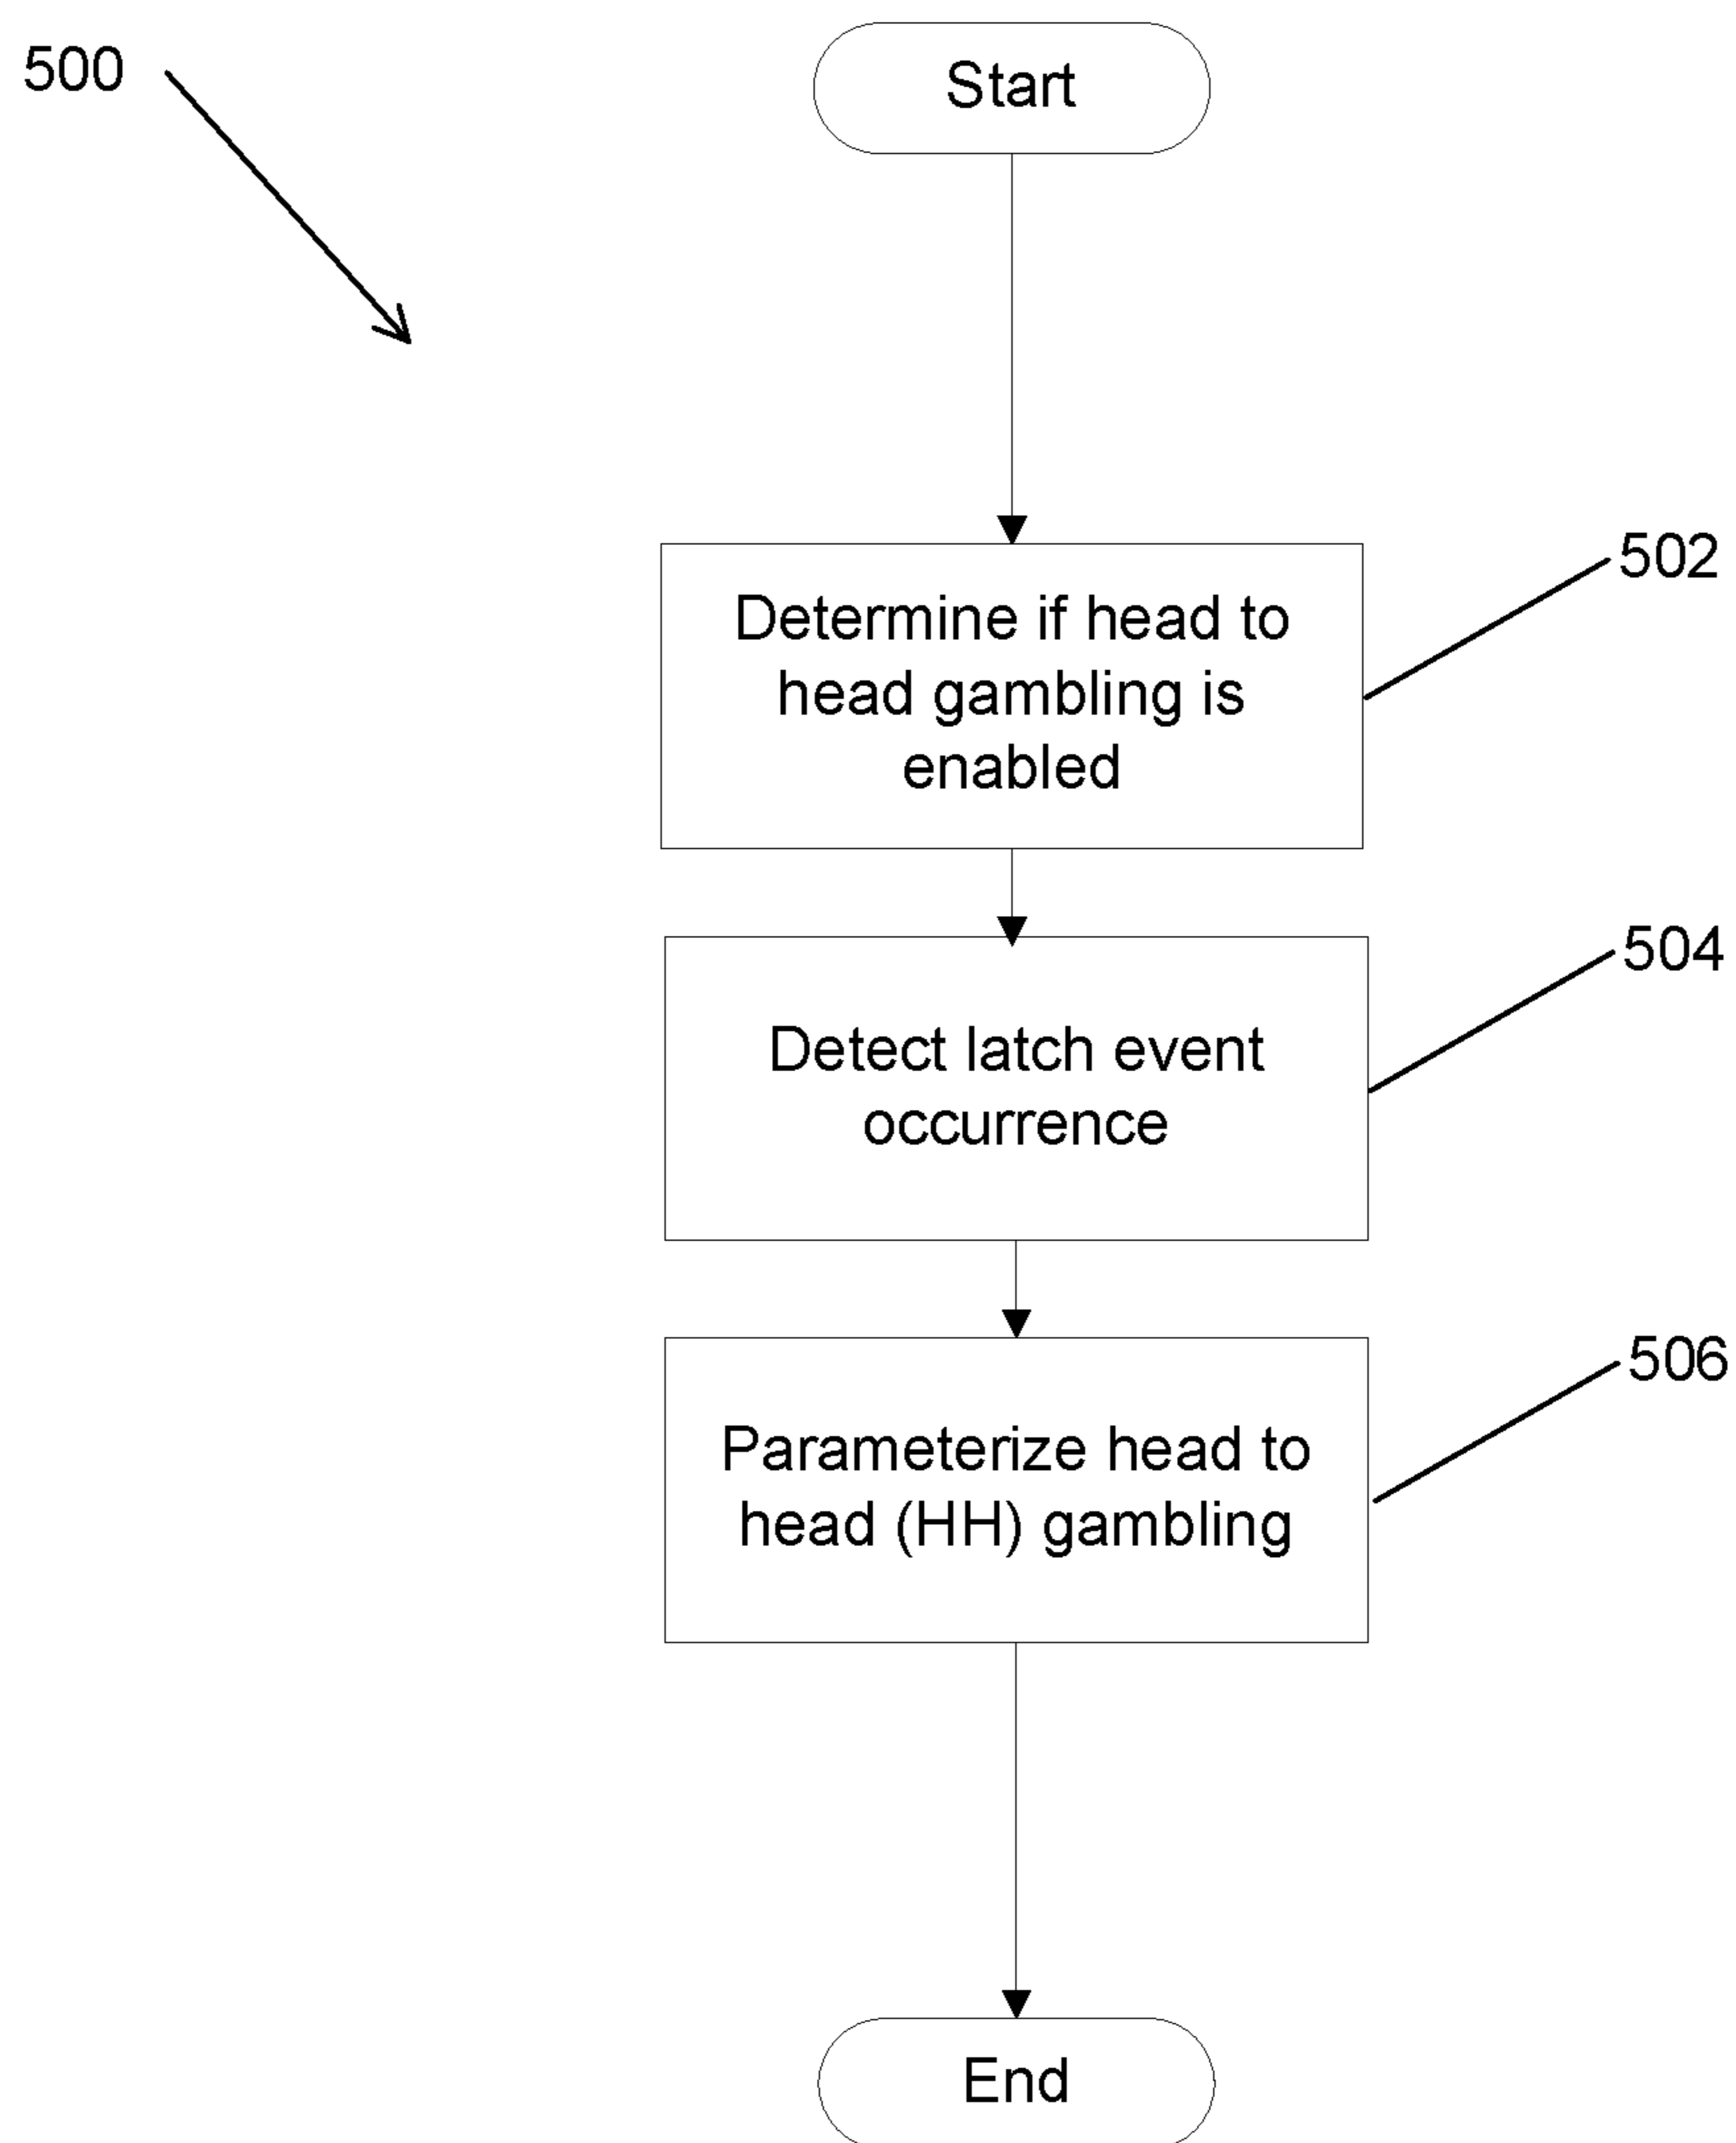 500
Start
Determine if head to
head gambling is
enabled
502
Detect latch event
occurrence
504
Parameterize head to
head (HH) gambling
506
End